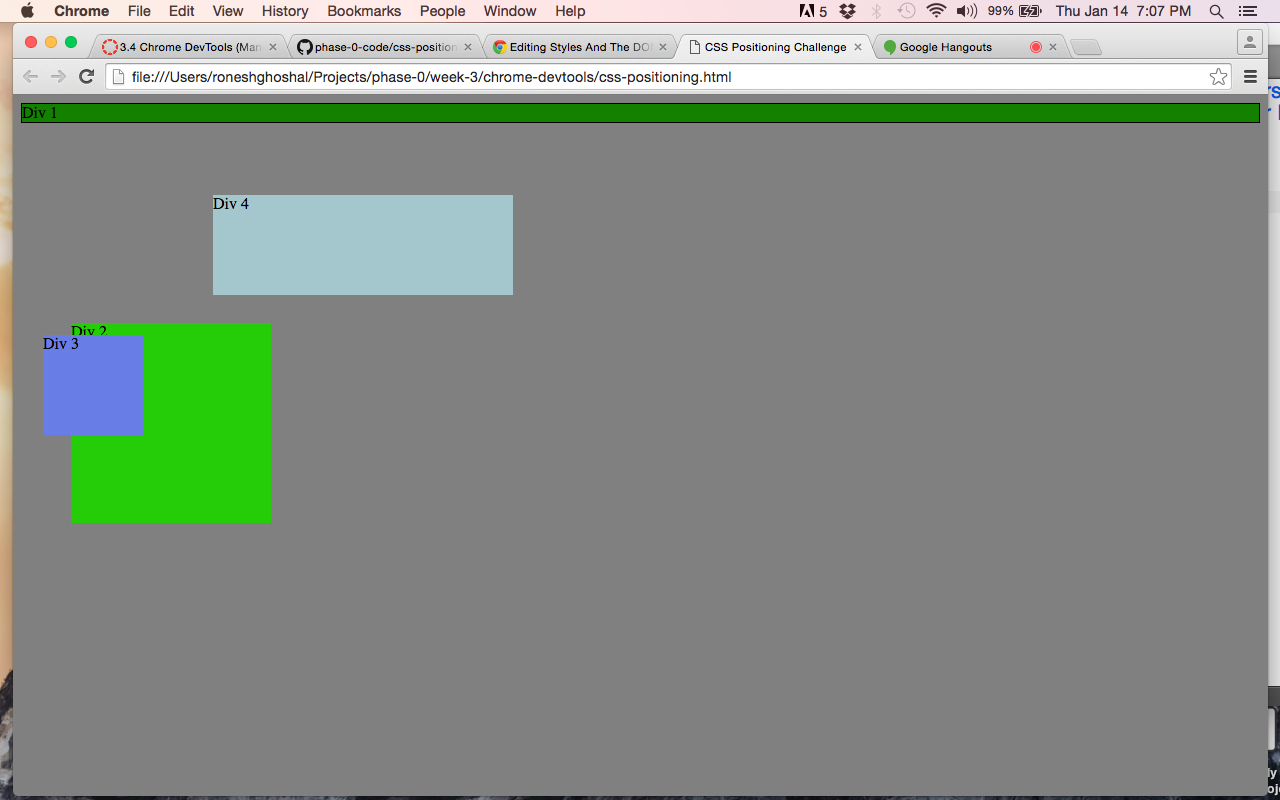 Chrome File Edit View History Bookmarks People Window Help 5 99% Thu Jan 14 7:07 PM
3.4 Chrome DevTools (Man phase-0-code/css-position Editing Styles And The DO CSS Positioning Challenge Google Hangouts
file:///Users/roneshghoshal/Projects/phase-0/week-3/chrome-devtools/css-positioning.html
Div 1
Div 4
Div 2
Div 3